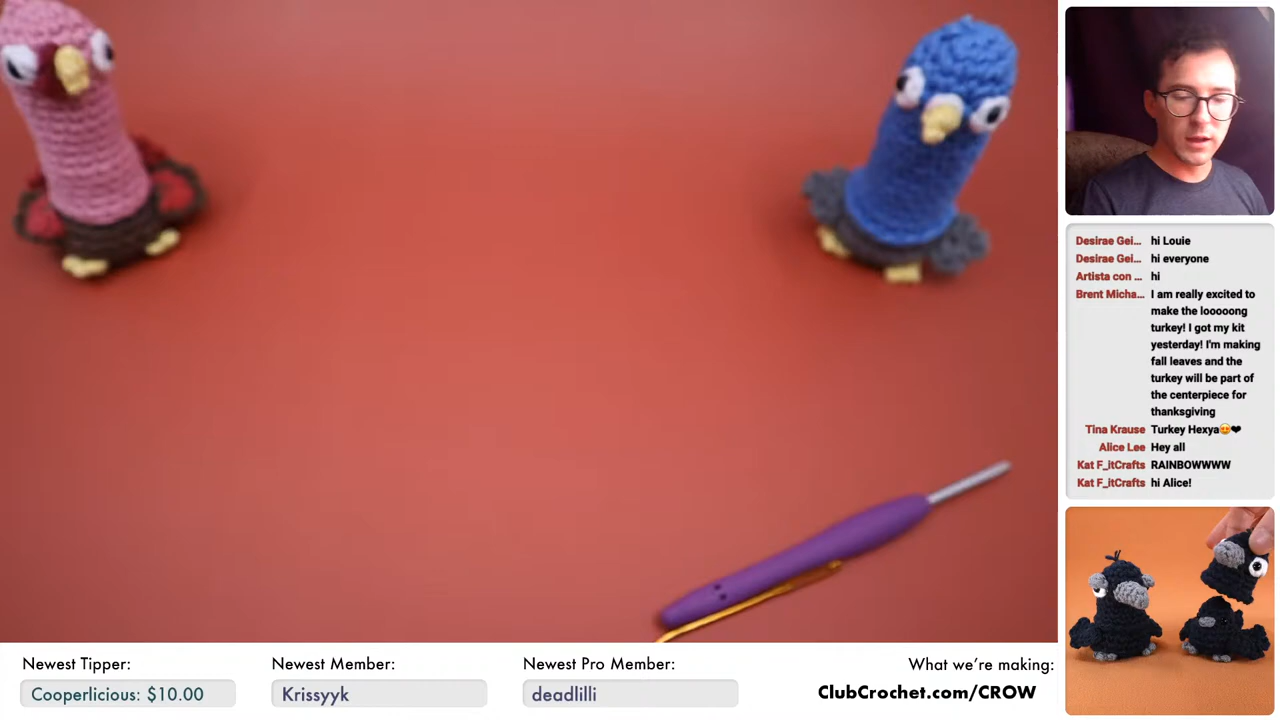 Desirae Gei... hi Louie
Desirae Gei... hi everyone
Artista con ... hi
Brent Micha... I am really excited to
make the looooong
turkey! I got my kit
yesterday! I'm making
fall leaves and the
turkey will be part of
the centerpiece for
thanksgiving
Tina Krause Turkey Hexya🥰❤
Alice Lee Hey all
Kat F_itCrafts RAINBOWWWW
Kat F_itCrafts hi Alice!
Newest Tipper: Newest Member: Newest Pro Member: What we're making:
Cooperlicious: $10.00 Krissyyk deadlilli ClubCrochet.com/CROW